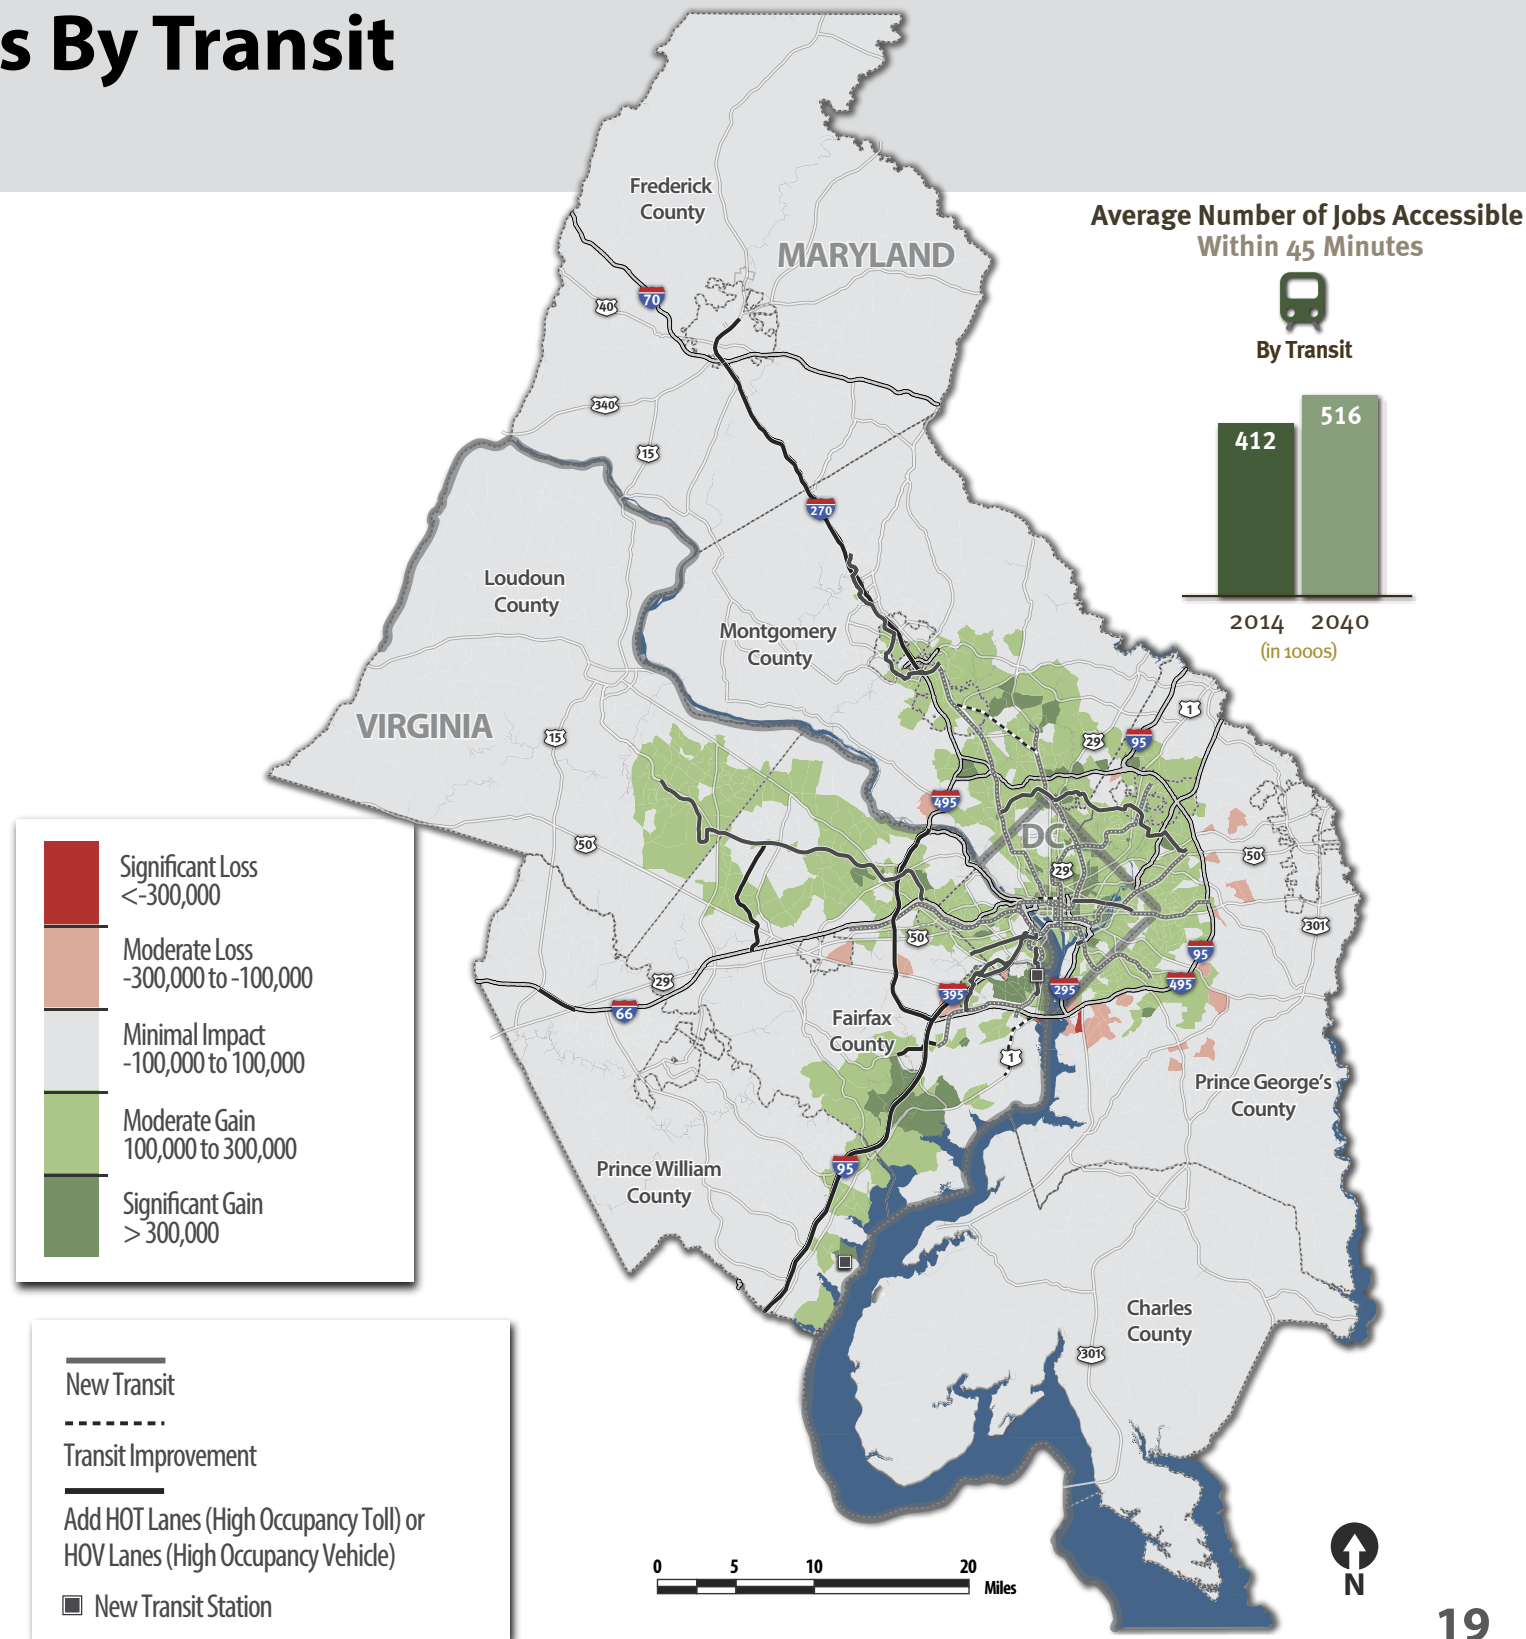 s By Transit
Average Number of Jobs Accessible
Within 45 Minutes
By Transit
412
516
2014
2040
(in 1000s)
Frederick
County
MARYLAND
70
40
340
15
270
Loudoun
County
Montgomery
County
VIRGINIA
15
1
29
95
495
DC
50
50
29
301
50
95
29
395
295
495
66
Fairfax
County
1
Prince George's
County
Prince William
County
95
Charles
County
301
Significant Loss
<-300,000
Moderate Loss
-300,000 to -100,000
Minimal Impact
-100,000 to 100,000
Moderate Gain
100,000 to 300,000
Significant Gain
> 300,000
New Transit
Transit Improvement
Add HOT Lanes (High Occupancy Toll) or
HOV Lanes (High Occupancy Vehicle)
New Transit Station
0 5 10 20
Miles
N
19